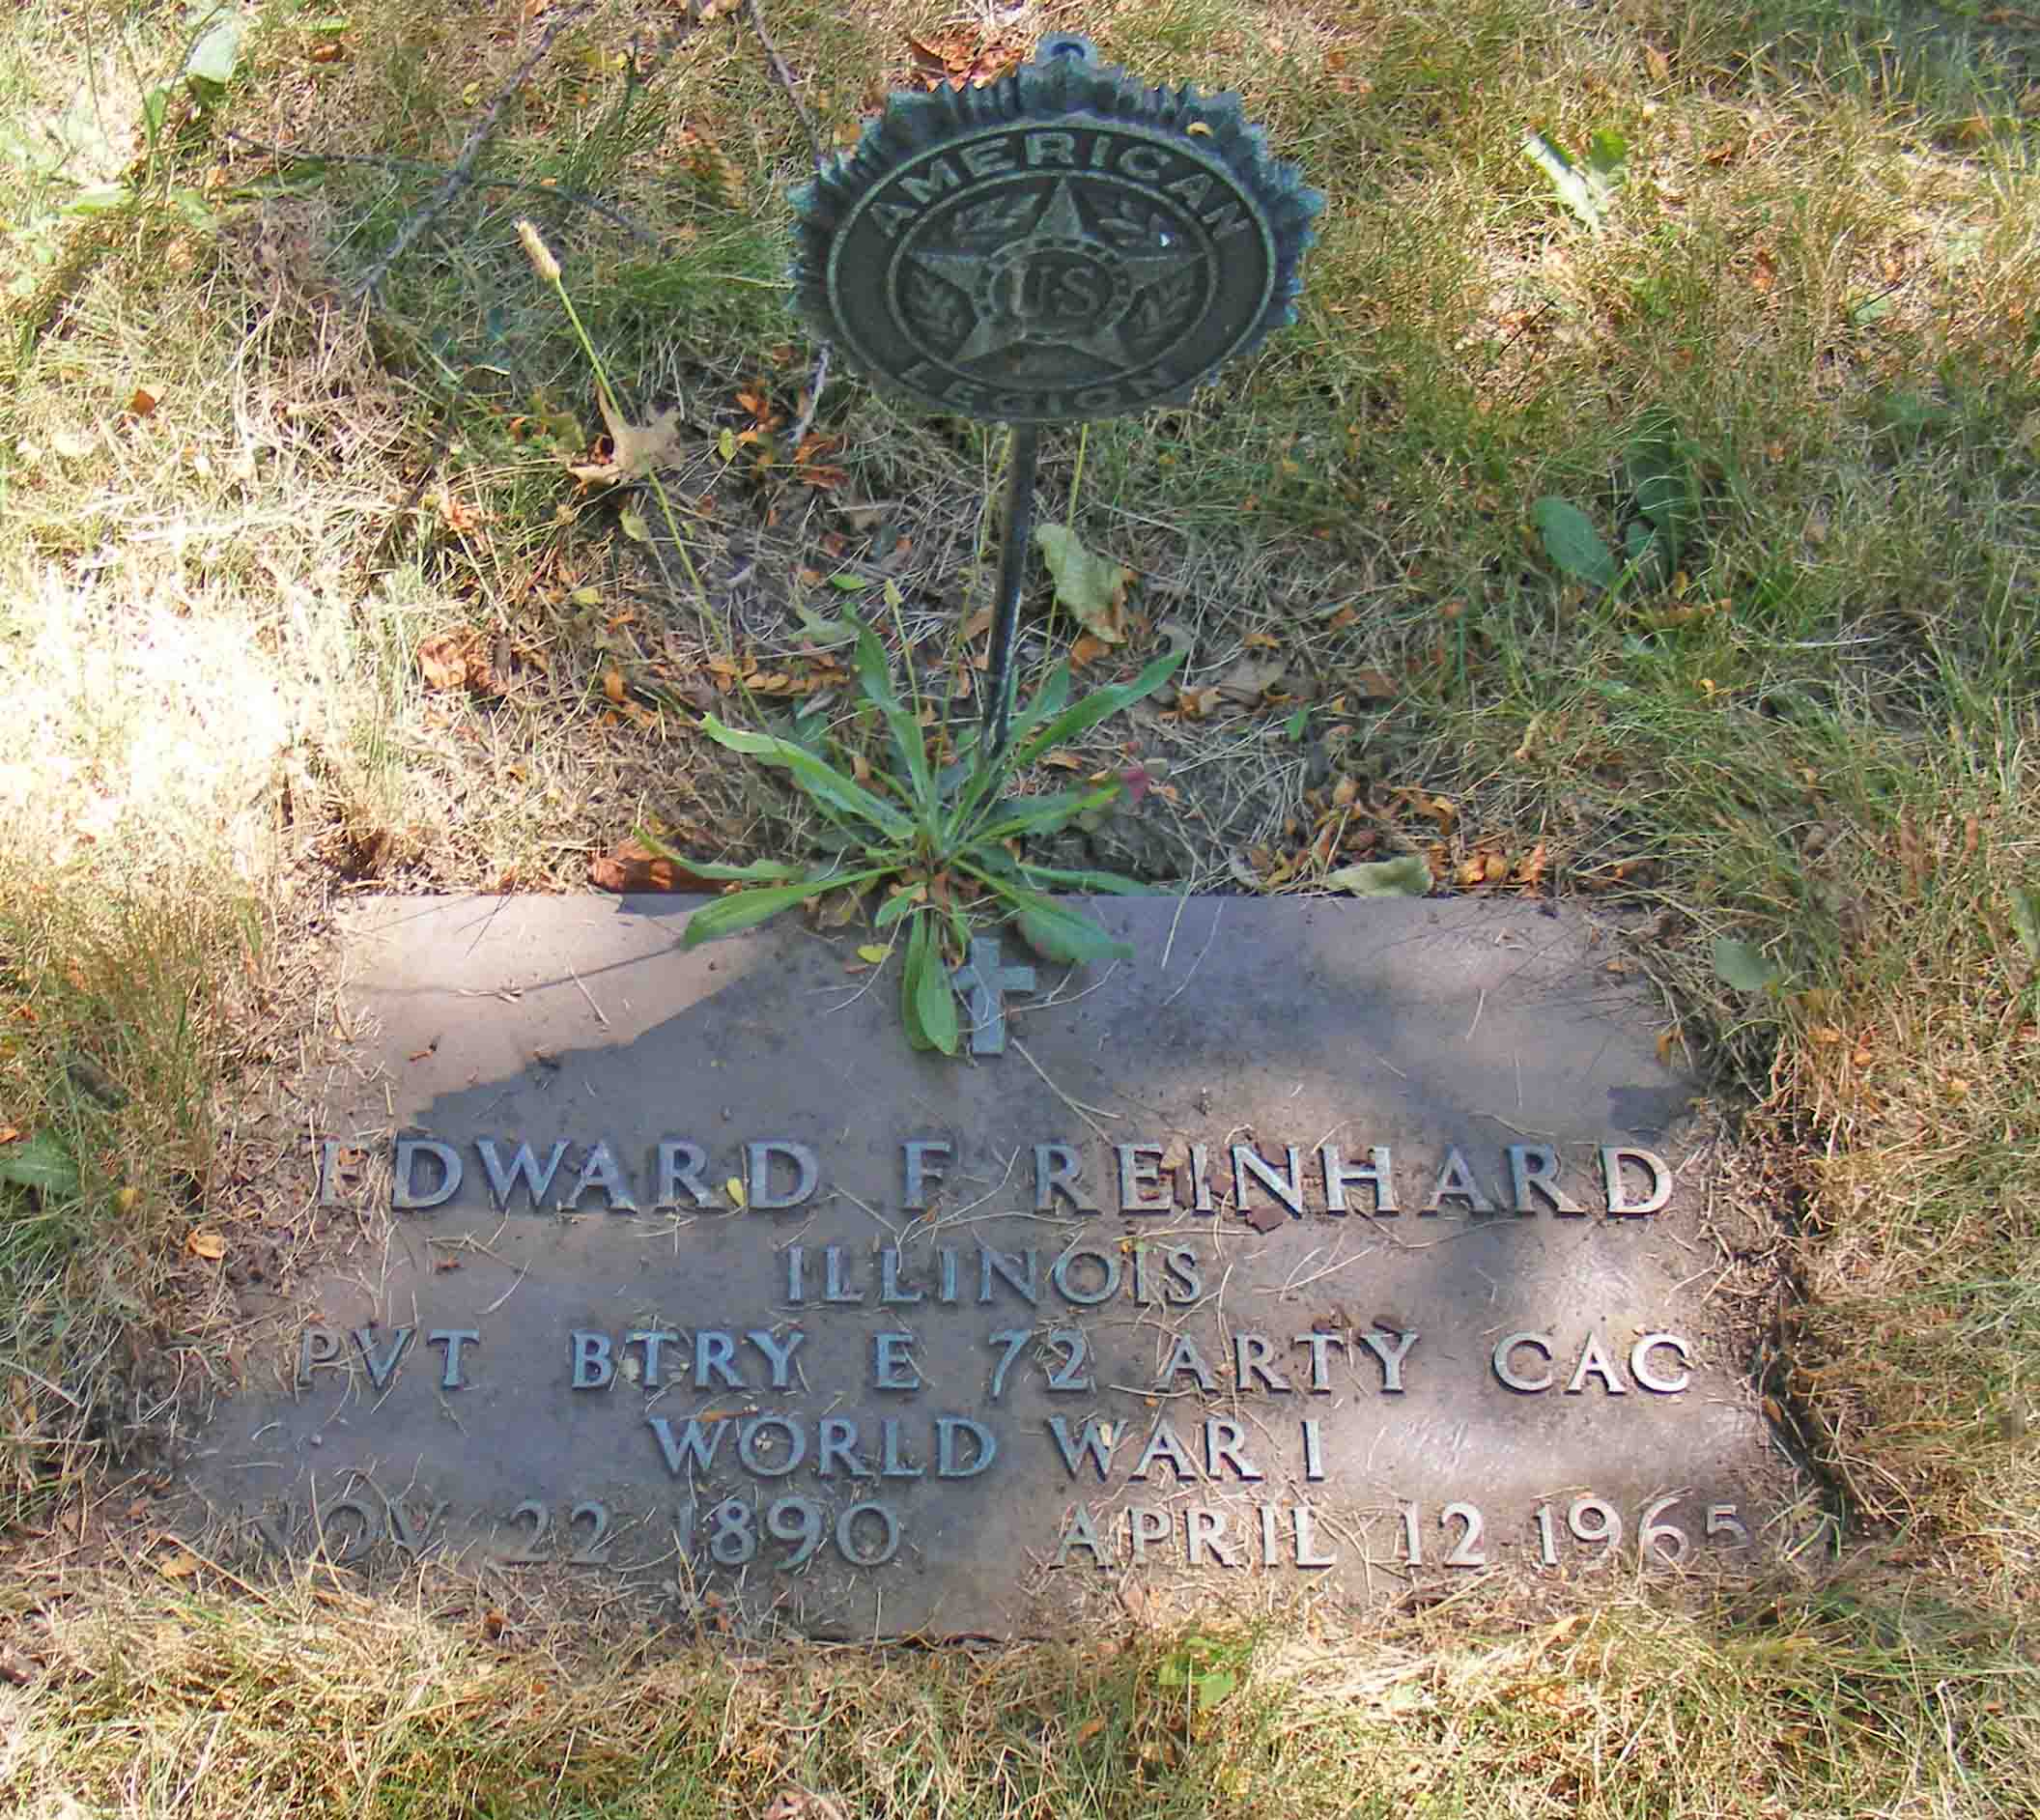 AMERICAN
US
LEGION
EDWARD F REINHARD
ILLINOIS
PVT BTRY E 72 ARTY CAC
WORLD WAR I
NOV 22 1890 APRIL 12 1965